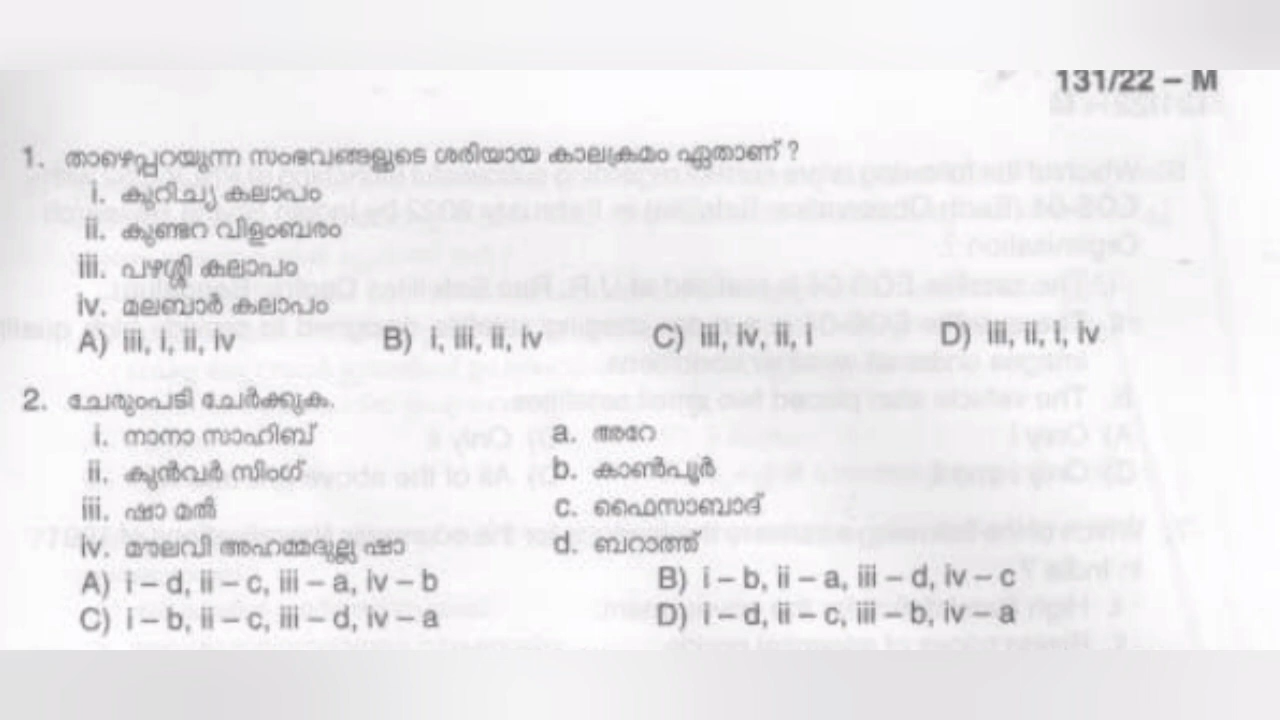 131/22 – M
1. താഴെപ്പറയുന്ന സംഭവങ്ങളുടെ ശരിയായ കാലക്രമം ഏതാണ് ?
i. കുറിച്യ കലാപം
ii. കുണ്ടറ വിളംബരം
iii. പഴശ്ശി കലാപം
iv. മലബാർ കലാപം
A) iii, i, ii, iv B) i, iii, ii, iv C) iii, iv, ii, i D) iii, ii, i, iv
2. ചേരുംപടി ചേർക്കുക.
i. നാനാ സാഹിബ് a. അറേ
ii. കുൻവർ സിംഗ് b. കാൺപൂർ
iii. ഷാ മൽ c. ഫൈസാബാദ്
iv. മൗലവി അഹമ്മദുല്ല ഷാ d. ബറാത്ത്
A) i – d, ii – c, iii – a, iv – b B) i – b, ii – a, iii – d, iv – c
C) i – b, ii – c, iii – d, iv – a D) i – d, ii – c, iii – b, iv – a